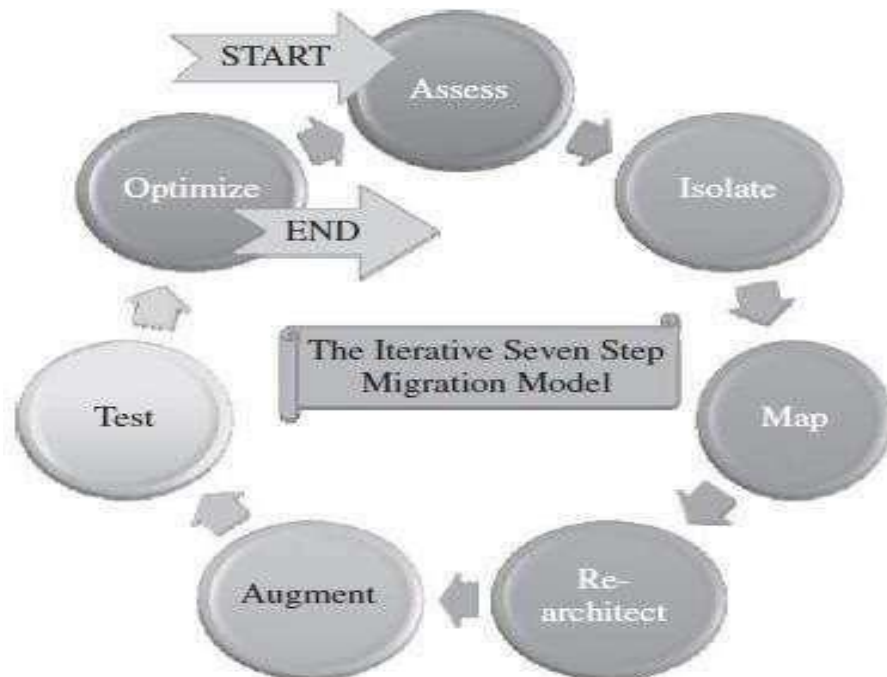 START
Assess
Isolate
Map
Re-
architect
Augment
Test
Optimize
END
The Iterative Seven Step
Migration Model